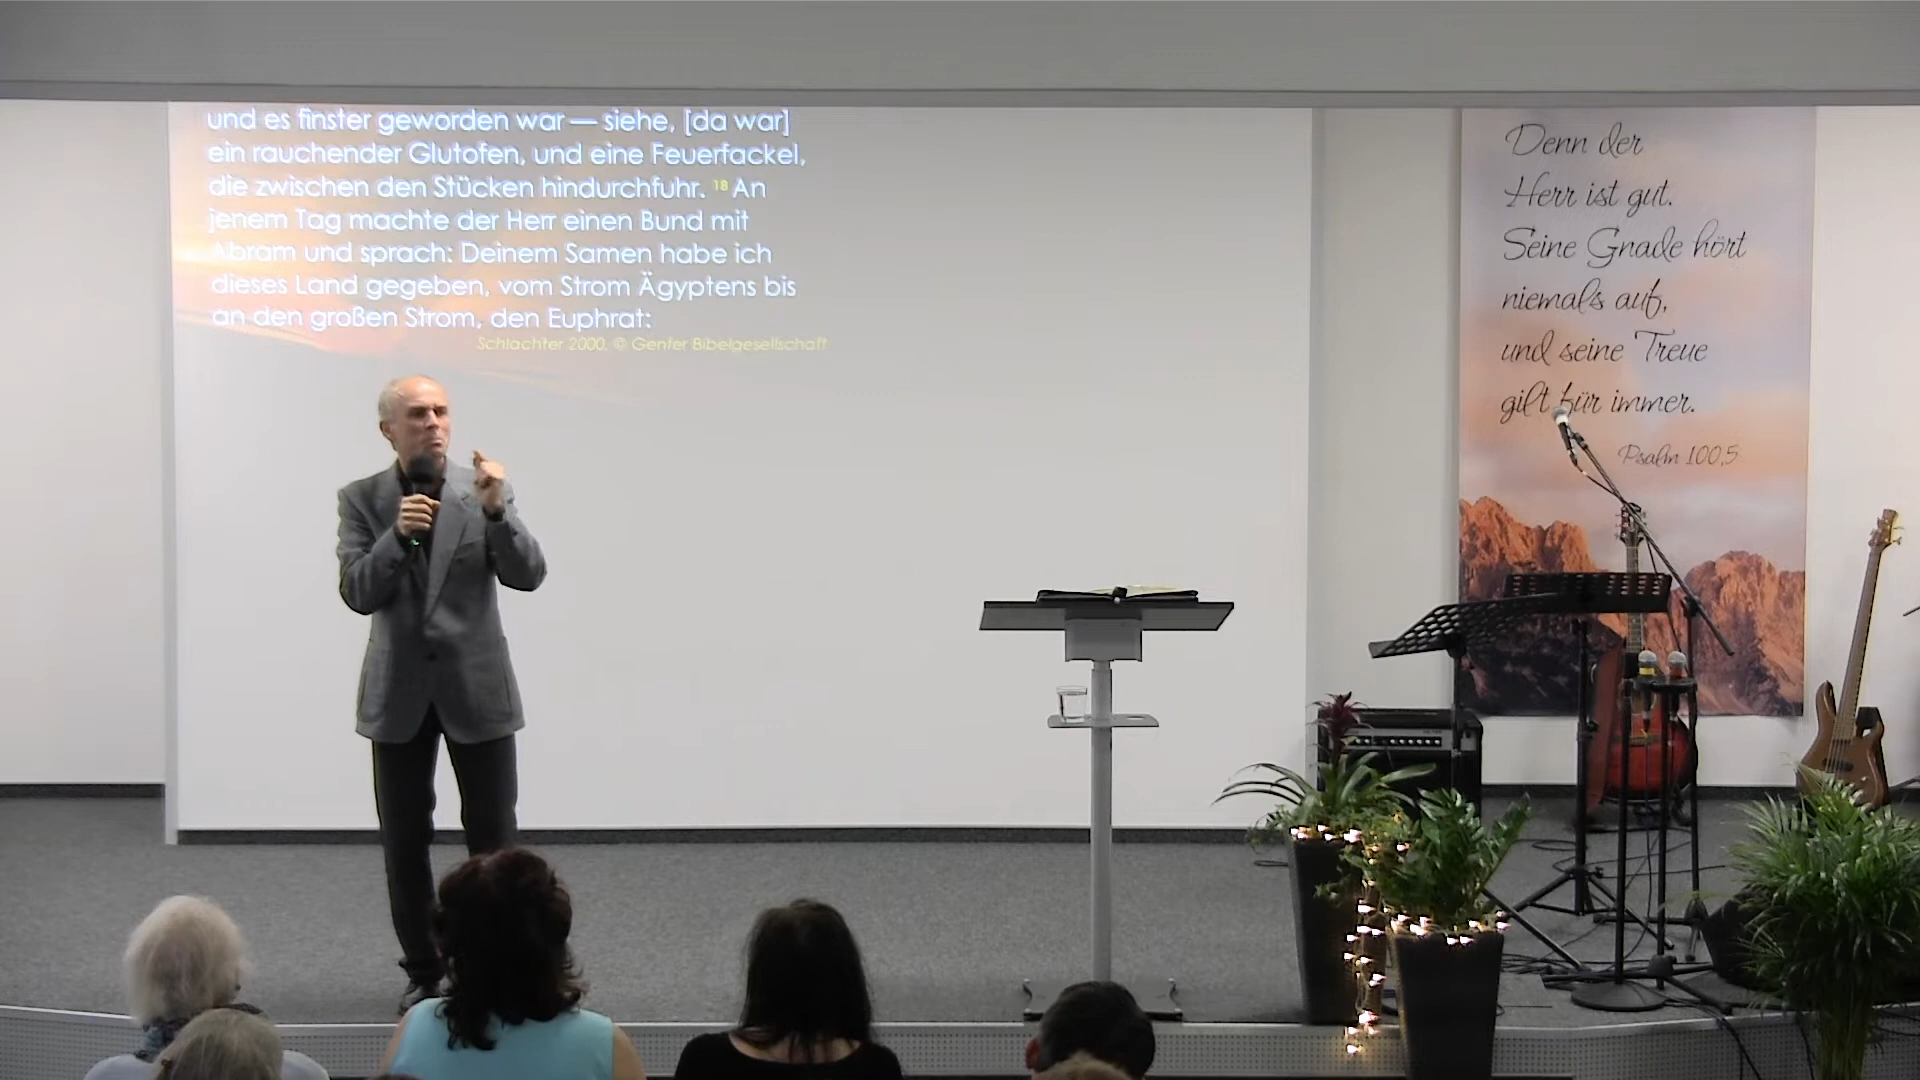 und es finster geworden war — siehe, [da war]
ein rauchender Glutofen, und eine Feuerfackel,
die zwischen den Stücken hindurchfuhr. 18 An
jenem Tag machte der Herr einen Bund mit
Abram und sprach: Deinem Samen habe ich
dieses Land gegeben, vom Strom Ägyptens bis
an den großen Strom, den Euphrat:
Schlachter 2000, © Genfer Bibelgesellschaft
Denn der
Herr ist gut.
Seine Gnade hört
niemals auf,
und seine Treue
gilt für immer.
Psalm 100,5